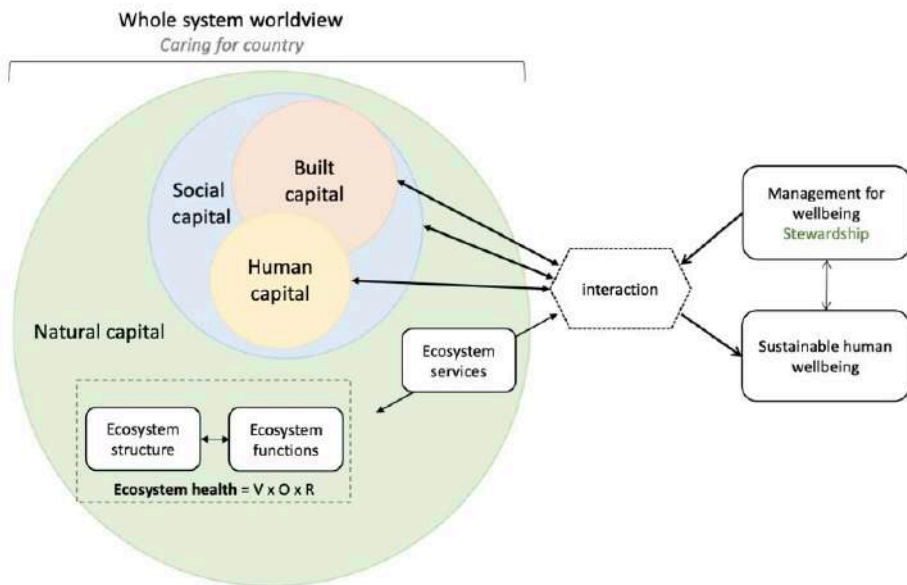 Whole system worldview
Caring for country
Built
capital
Social
capital
Human
capital
Natural capital
Ecosystem
services
Ecosystem
structure
Ecosystem
functions
Ecosystem health = V x O x R
interaction
Management for
wellbeing
Stewardship
Sustainable human
wellbeing